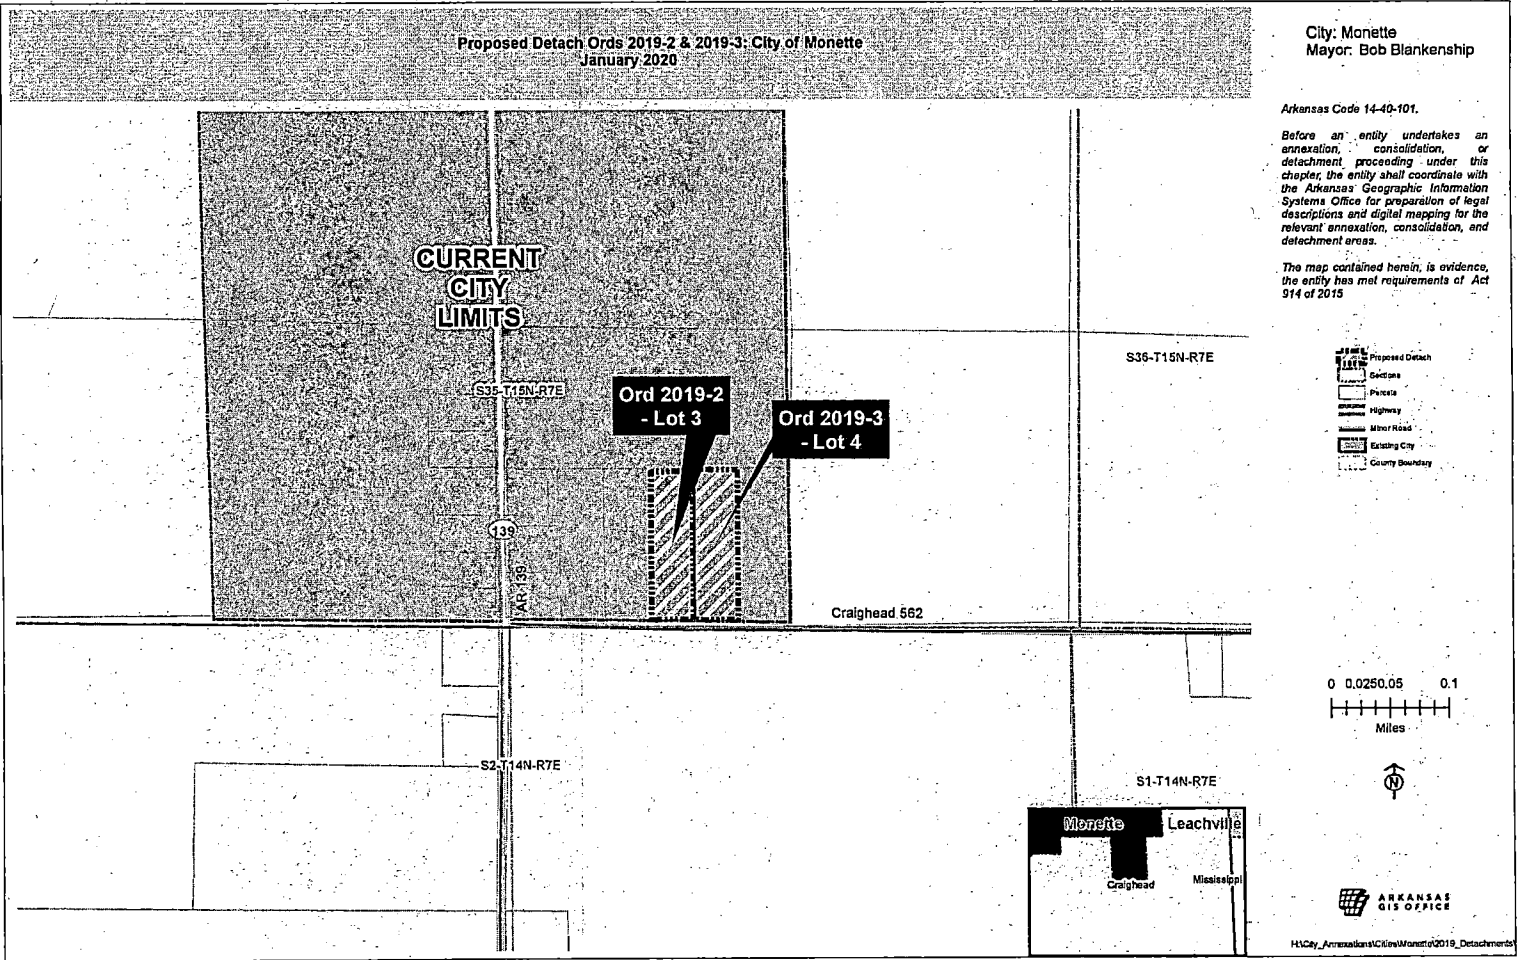 Proposed Detach Ords 2019-2 & 2019-3: City of Monette
January 2020
City: Monette
Mayor: Bob Blankenship
Arkansas Code 14-40-101.
Before an entity undertakes an
annexation, consolidation, or
detachment proceeding under this
chapter, the entity shall coordinate with
the Arkansas Geographic Information
Systems Office for preparation of legal
descriptions and digital mapping for the
relevant annexation, consolidation, and
detachment areas.
The map contained herein, is evidence,
the entity has met requirements of Act
914 of 2015
CURRENT
CITY
LIMITS
S36-T15N-R7E
S35-T15N-R7E
Ord 2019-2
- Lot 3
Ord 2019-3
- Lot 4
139
AR 139
Craighead 562
Proposed Detach
Sections
Parcels
Highway
Minor Road
Existing City
County Boundary
0 0.0250.05 0.1
Miles
N
S2-T14N-R7E
S1-T14N-R7E
Monette
Leachville
Craighead
Mississippi
ARKANSAS
GIS OFFICE
H:\City_Annexations\Cities\Monette\2019_Detachments\